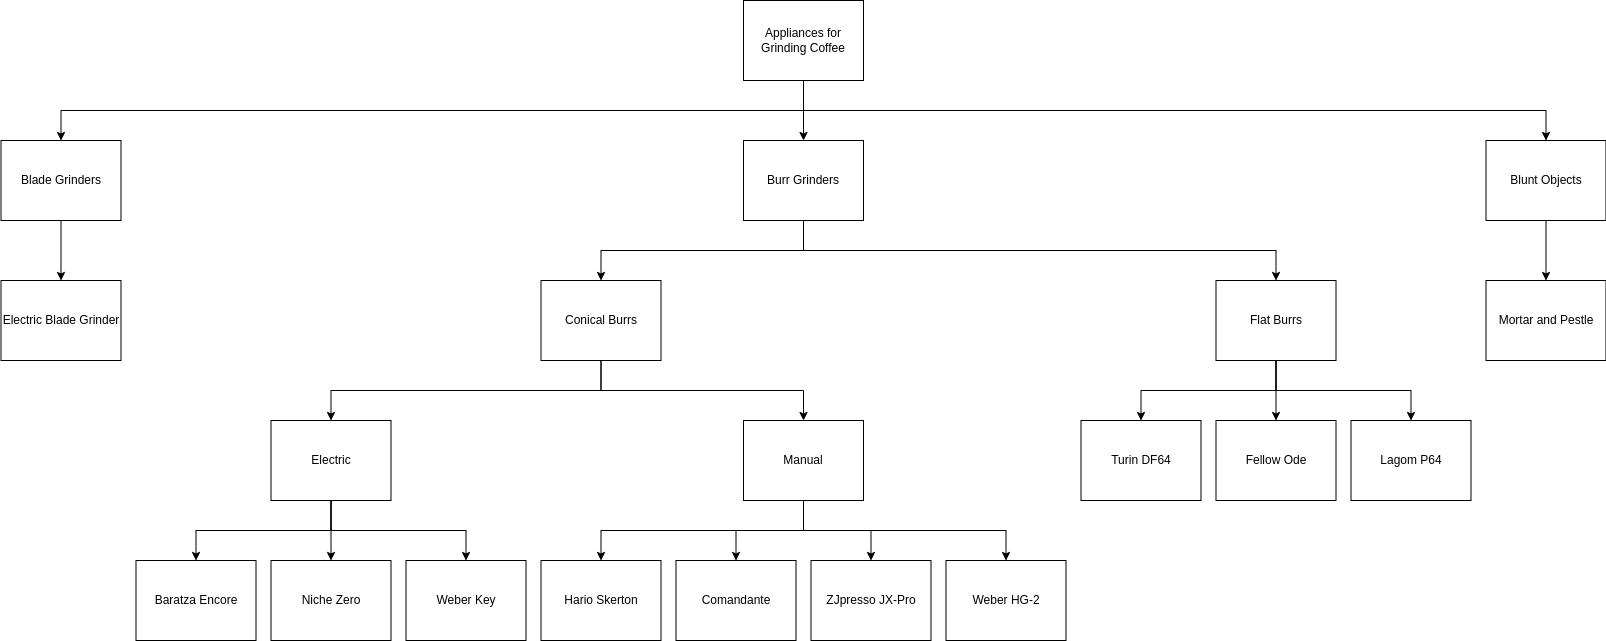 Appliances for
Grinding Coffee
Blade Grinders
Burr Grinders
Blunt Objects
Electric Blade Grinder
Conical Burrs
Flat Burrs
Mortar and Pestle
Electric
Manual
Turin DF64
Fellow Ode
Lagom P64
Baratza Encore
Niche Zero
Weber Key
Hario Skerton
Comandante
ZJpresso JX-Pro
Weber HG-2